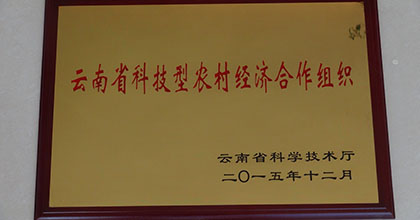 云南省科技型农村经济合作组织
云南省科学技术厅
二〇一五年十二月